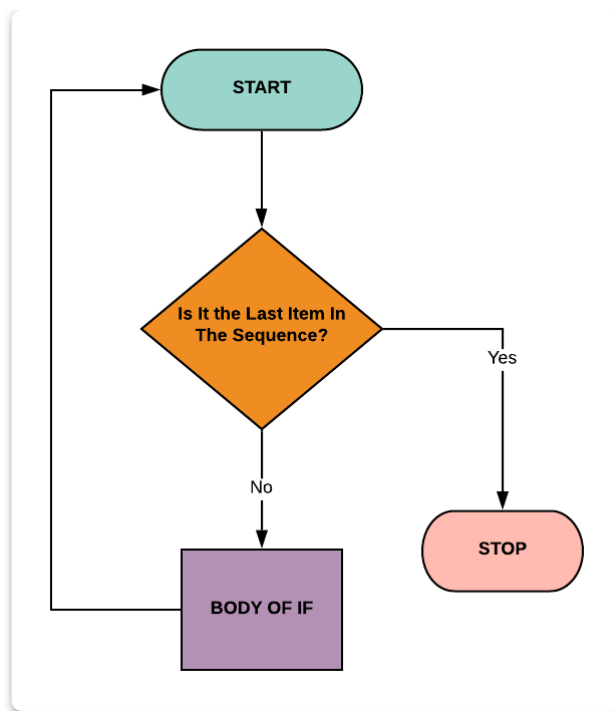 START
Is It the Last Item In
The Sequence?
Yes
No
STOP
BODY OF IF